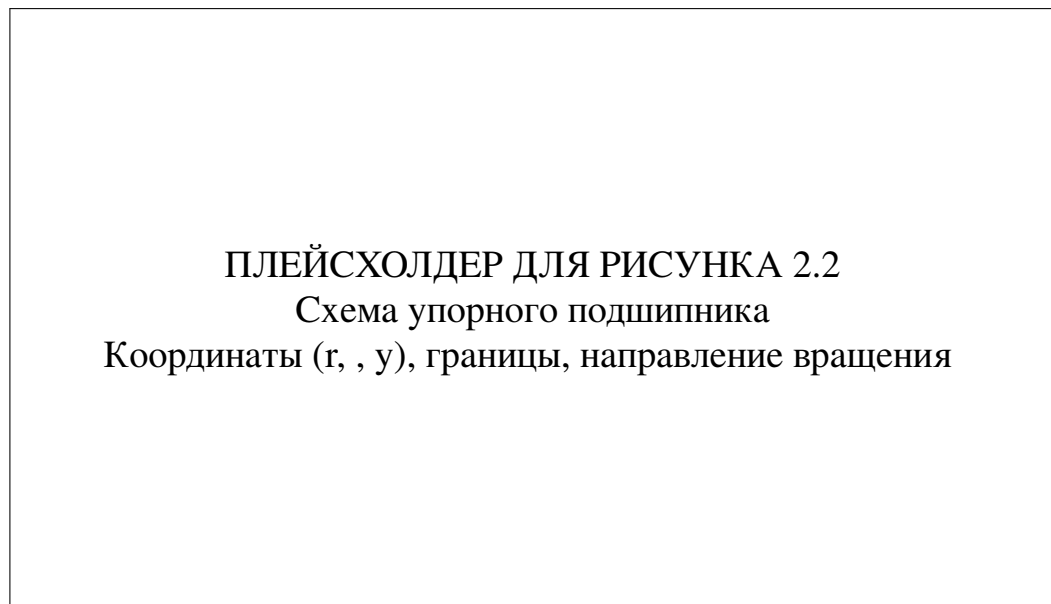 ПЛЕЙСХОЛДЕР ДЛЯ РИСУНКА 2.2
Схема упорного подшипника
Координаты (r, , y), границы, направление вращения